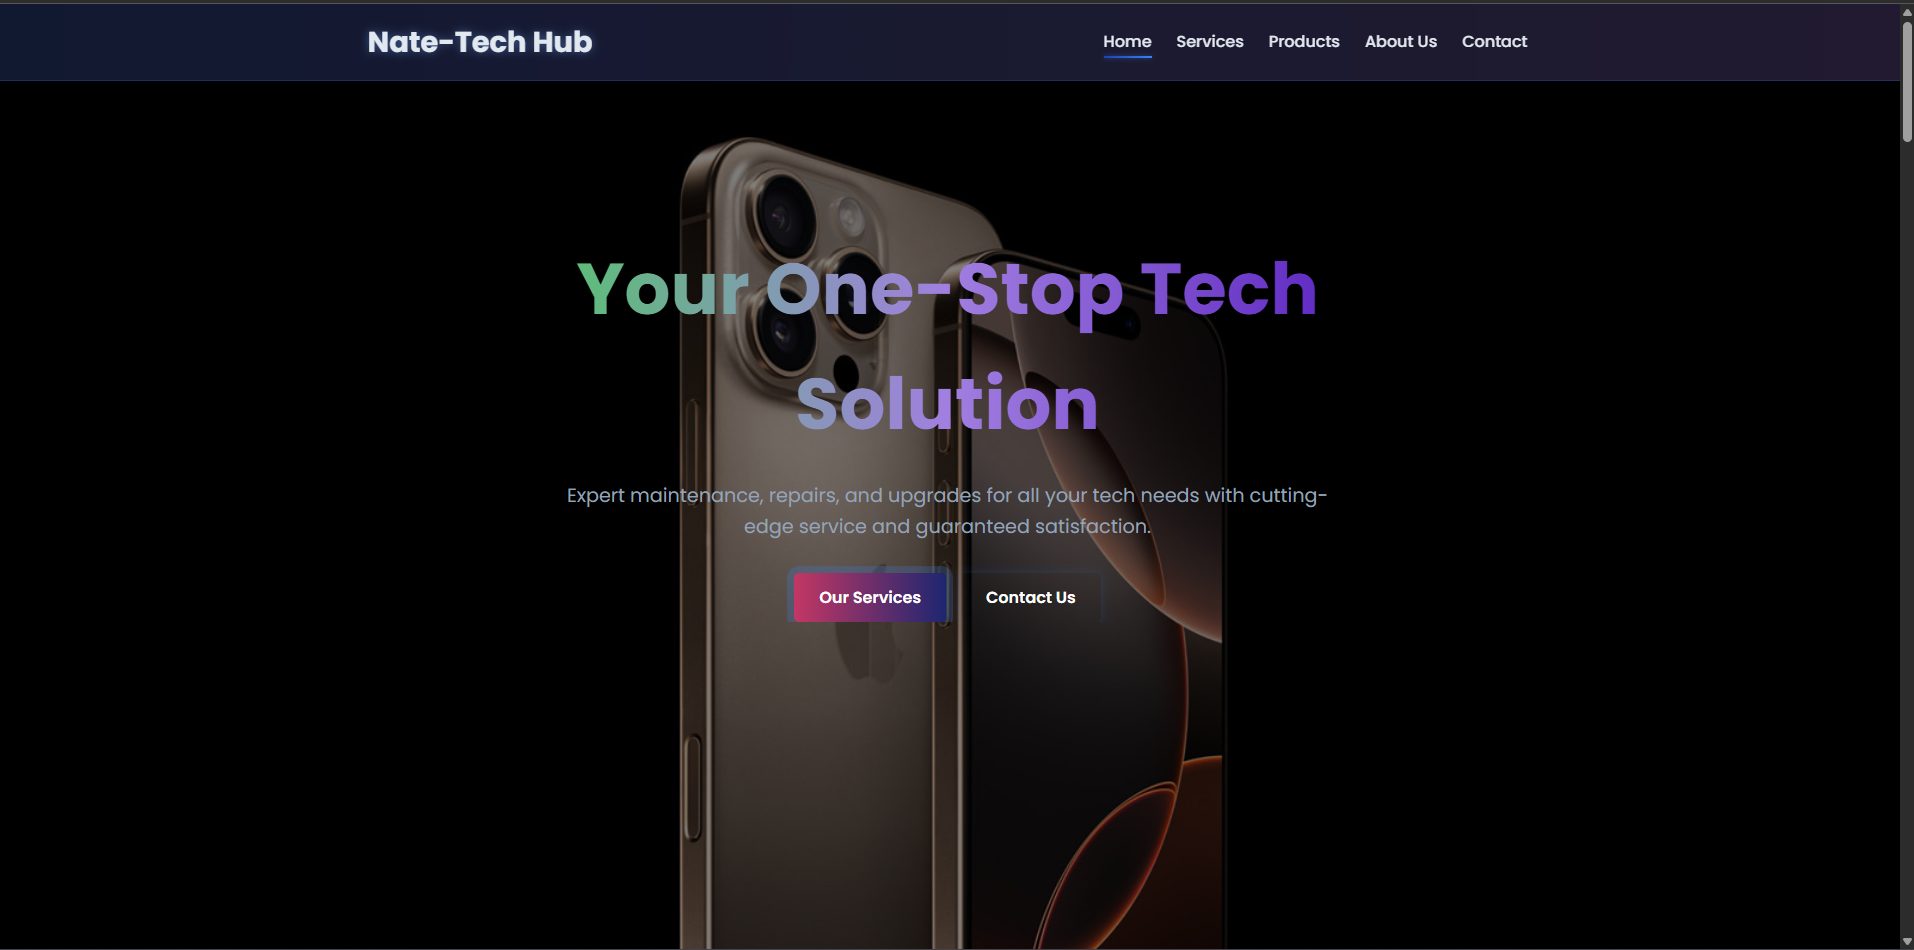 Nate-Tech Hub
Home
Services
Products
About Us
Contact
Your One-Stop Tech
Solution
Expert maintenance, repairs, and upgrades for all your tech needs with cutting-
edge service and guaranteed satisfaction.
Our Services
Contact Us